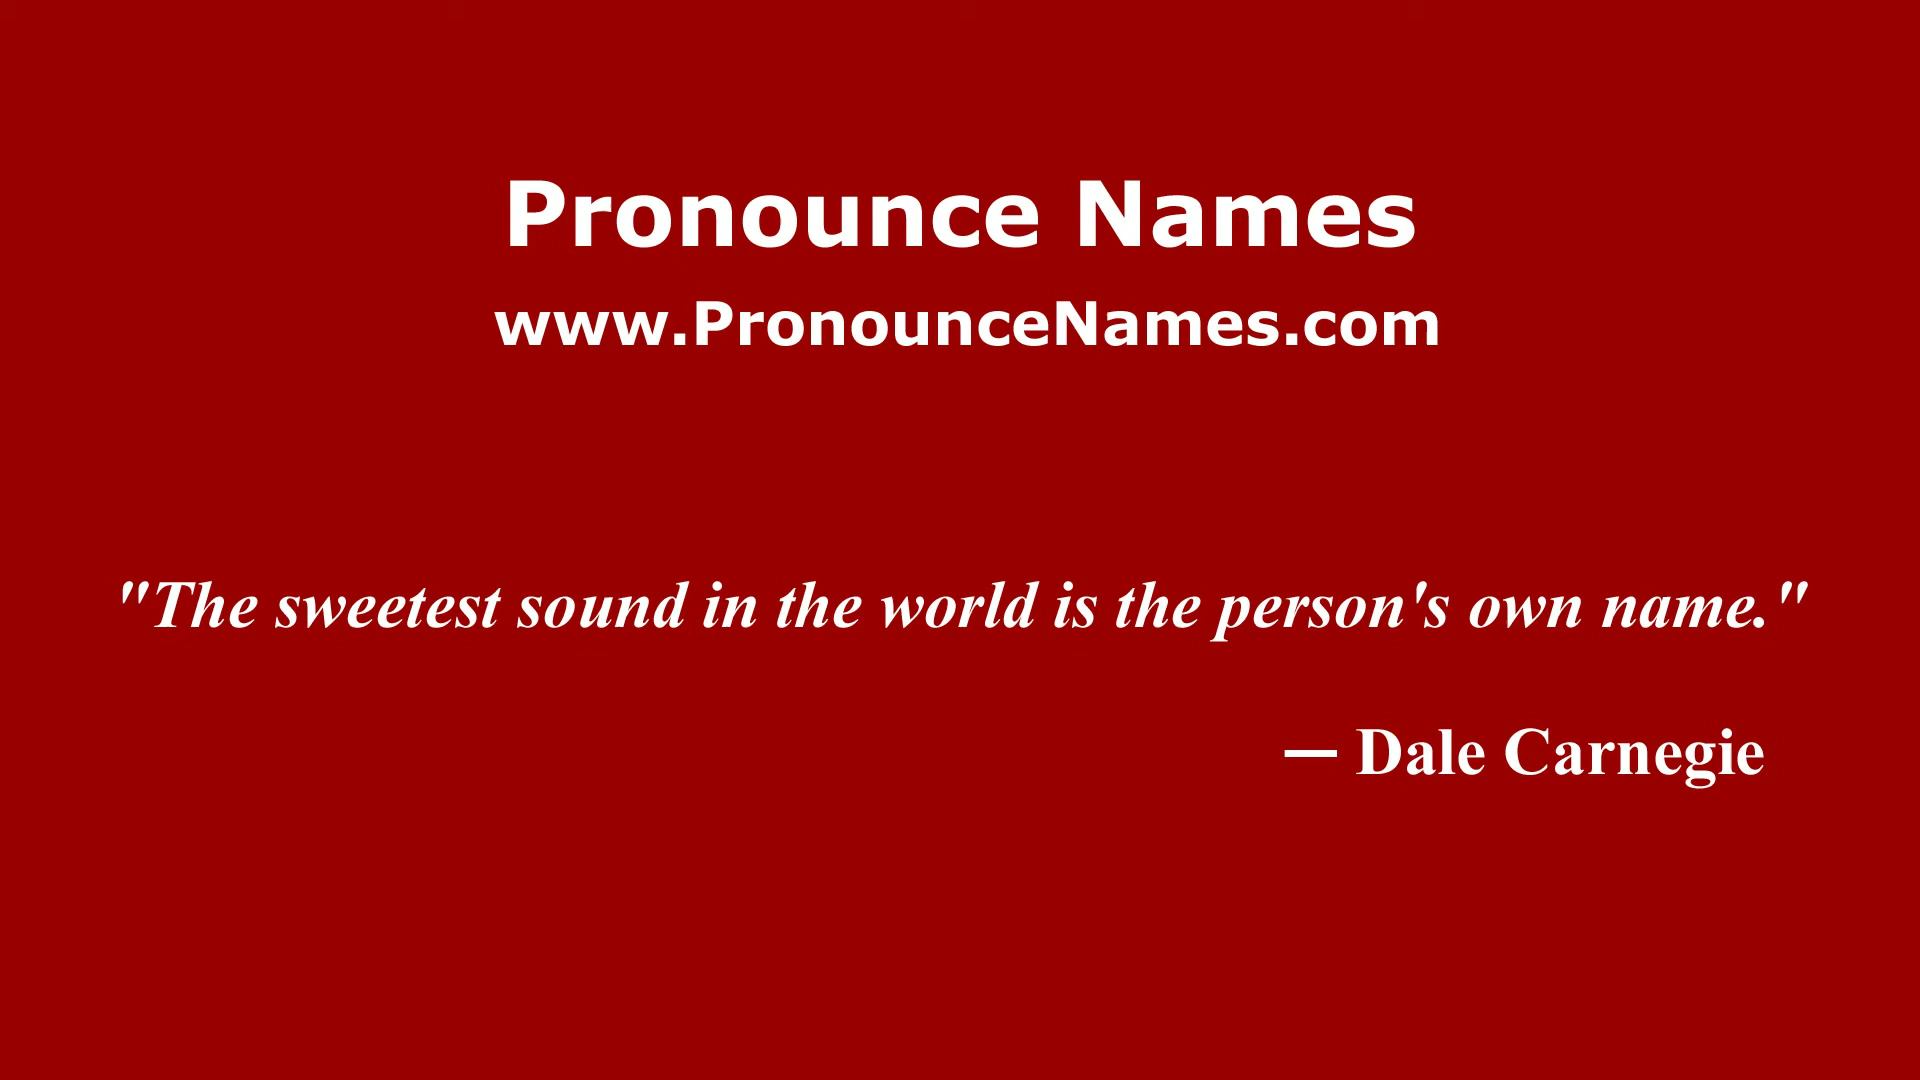 Pronounce Names
www.PronounceNames.com
"The sweetest sound in the world is the person's own name."
— Dale Carnegie